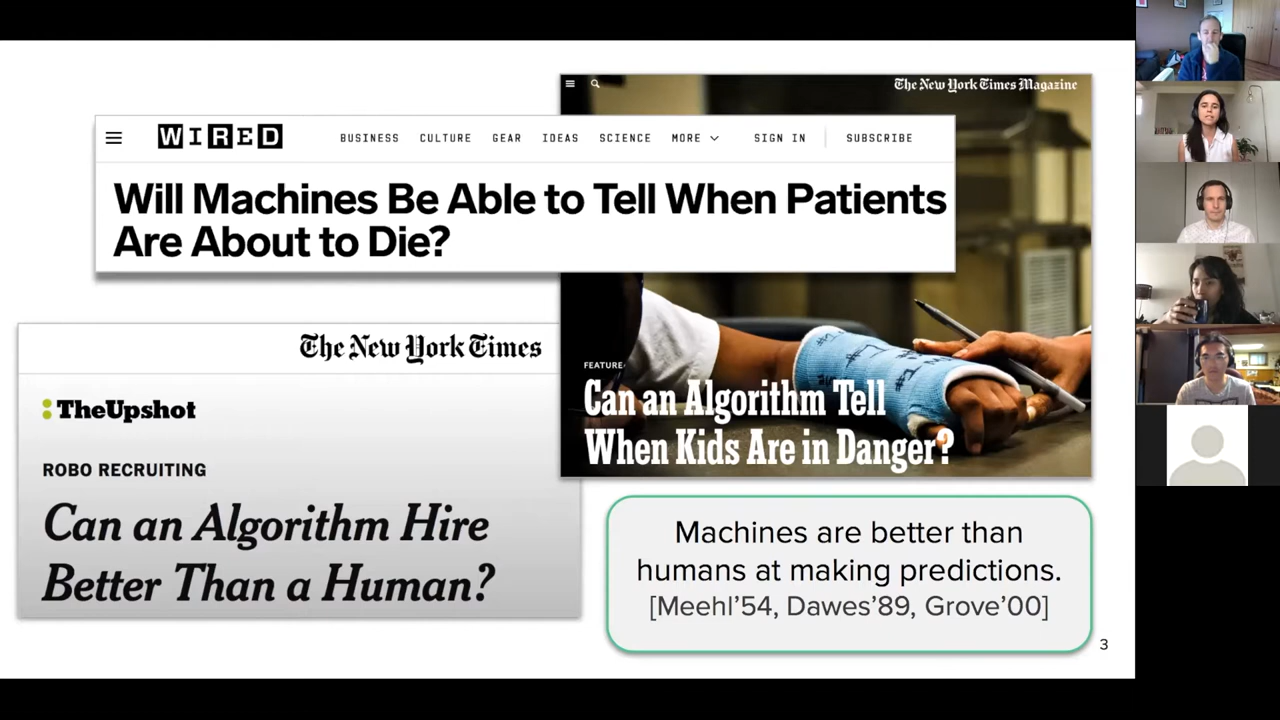 The New York Times Magazine
WIRED
BUSINESS CULTURE GEAR IDEAS SCIENCE MORE SIGN IN SUBSCRIBE
Will Machines Be Able to Tell When Patients
Are About to Die?
FEATURE
Can an Algorithm Tell
When Kids Are in Danger?
The New York Times
TheUpshot
ROBO RECRUITING
Can an Algorithm Hire
Better Than a Human?
Machines are better than
humans at making predictions.
[Meehl’54, Dawes’89, Grove’00]
3